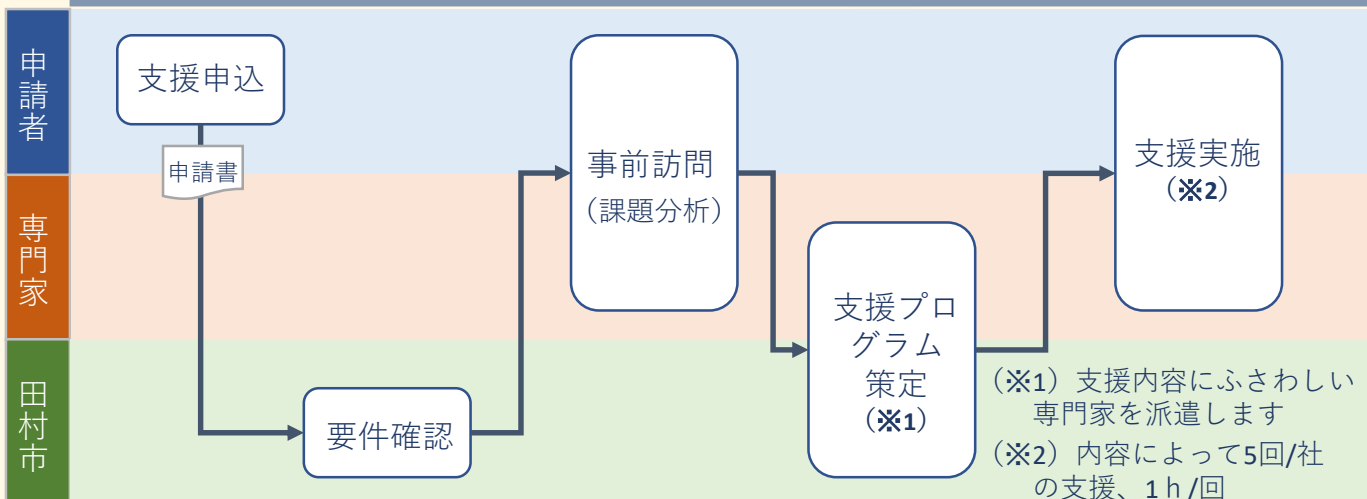 申請者
支援申込
申請書
事前訪問
（課題分析）
支援実施
（※2）
専門家
支援プロ
グラム
策定
（※1）
田村市
要件確認
（※1）支援内容にふさわしい
専門家を派遣します
（※2）内容によって5回/社
の支援、1ｈ/回